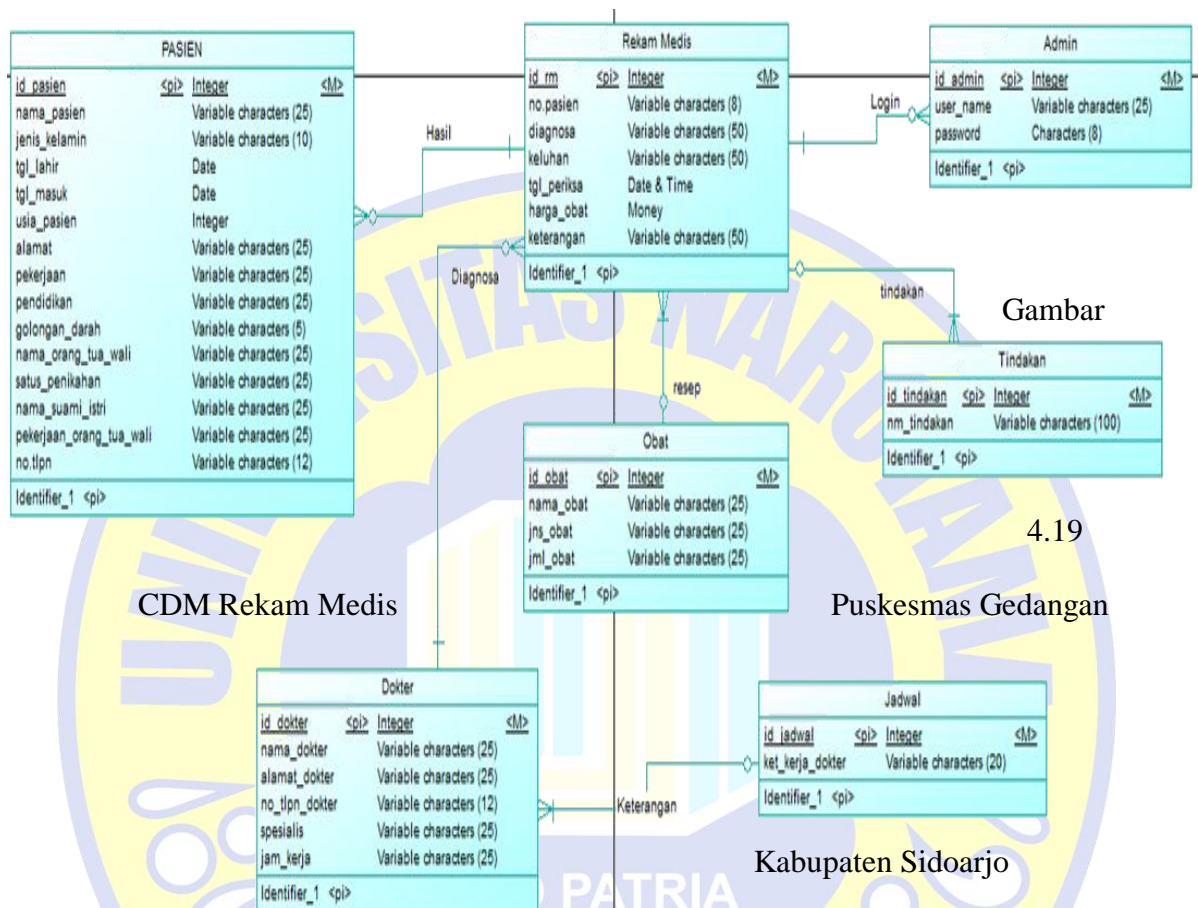 PASIEN
id_pasien <pi> Integer <M>
nama_pasien Variable characters (25)
jenis_kelamin Variable characters (10)
tgl_lahir Date
tgl_masuk Date
usia_pasien Integer
alamat Variable characters (25)
pekerjaan Variable characters (25)
pendidikan Variable characters (25)
golongan_darah Variable characters (5)
nama_orang_tua_wali Variable characters (25)
satus_penikahan Variable characters (25)
nama_suami_istri Variable characters (25)
pekerjaan_orang_tua_wali Variable characters (25)
no.tlpn Variable characters (12)
Identifier_1 <pi>
Hasil
Rekam Medis
id_rm <pi> Integer <M>
no.pasien Variable characters (8)
diagnosa Variable characters (50)
keluhan Variable characters (50)
tgl_periksa Date & Time
harga_obat Money
keterangan Variable characters (50)
Identifier_1 <pi>
Login
Admin
id_admin <pi> Integer <M>
user_name Variable characters (25)
password Characters (8)
Identifier_1 <pi>
Diagnosa
tindakan
Gambar
Tindakan
id_tindakan <pi> Integer <M>
nm_tindakan Variable characters (100)
Identifier_1 <pi>
resep
Obat
id_obat <pi> Integer <M>
nama_obat Variable characters (25)
jns_obat Variable characters (25)
jml_obat Variable characters (25)
Identifier_1 <pi>
4.19
CDM Rekam Medis
Puskesmas Gedangan
Dokter
id_dokter <pi> Integer <M>
nama_dokter Variable characters (25)
alamat_dokter Variable characters (25)
no_tlpn_dokter Variable characters (12)
spesialis Variable characters (25)
jam_kerja Variable characters (25)
Identifier_1 <pi>
Keterangan
Jadwal
id_jadwal <pi> Integer <M>
ket_kerja_dokter Variable characters (20)
Identifier_1 <pi>
Kabupaten Sidoarjo
PATRIA